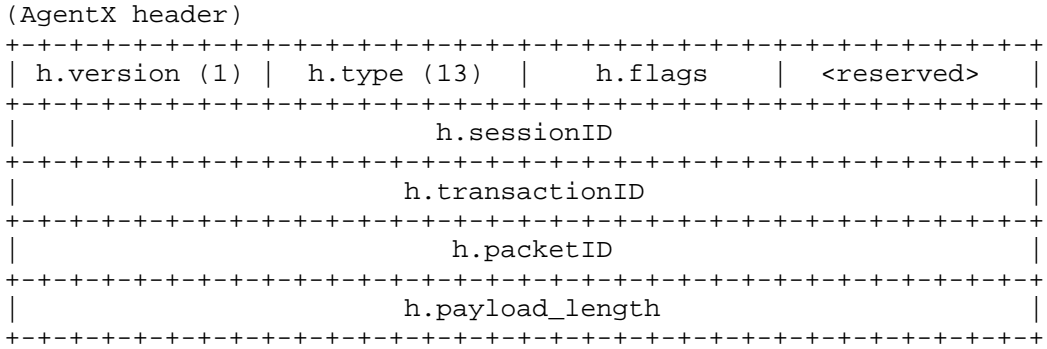 (AgentX header)
+-+-+-+-+-+-+-+-+-+-+-+-+-+-+-+-+-+-+-+-+-+-+-+-+-+-+-+-+-+-+-+-+
| h.version (1) |  h.type (13)  |    h.flags    |  <reserved>   |
+-+-+-+-+-+-+-+-+-+-+-+-+-+-+-+-+-+-+-+-+-+-+-+-+-+-+-+-+-+-+-+-+
|                          h.sessionID                          |
+-+-+-+-+-+-+-+-+-+-+-+-+-+-+-+-+-+-+-+-+-+-+-+-+-+-+-+-+-+-+-+-+
|                        h.transactionID                        |
+-+-+-+-+-+-+-+-+-+-+-+-+-+-+-+-+-+-+-+-+-+-+-+-+-+-+-+-+-+-+-+-+
|                           h.packetID                          |
+-+-+-+-+-+-+-+-+-+-+-+-+-+-+-+-+-+-+-+-+-+-+-+-+-+-+-+-+-+-+-+-+
|                        h.payload_length                       |
+-+-+-+-+-+-+-+-+-+-+-+-+-+-+-+-+-+-+-+-+-+-+-+-+-+-+-+-+-+-+-+-+